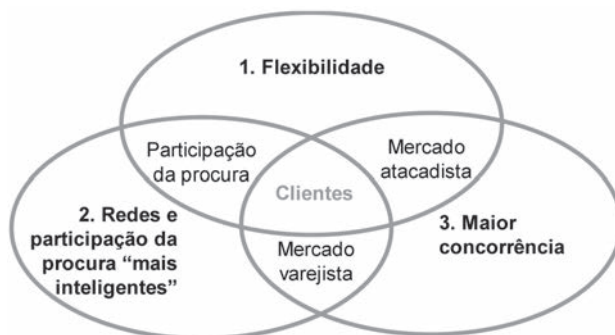 1. Flexibilidade
Participação
da procura
Mercado
atacadista
Clientes
2. Redes e
participação da
procura “mais
inteligentes”
3. Maior
concorrência
Mercado
varejista